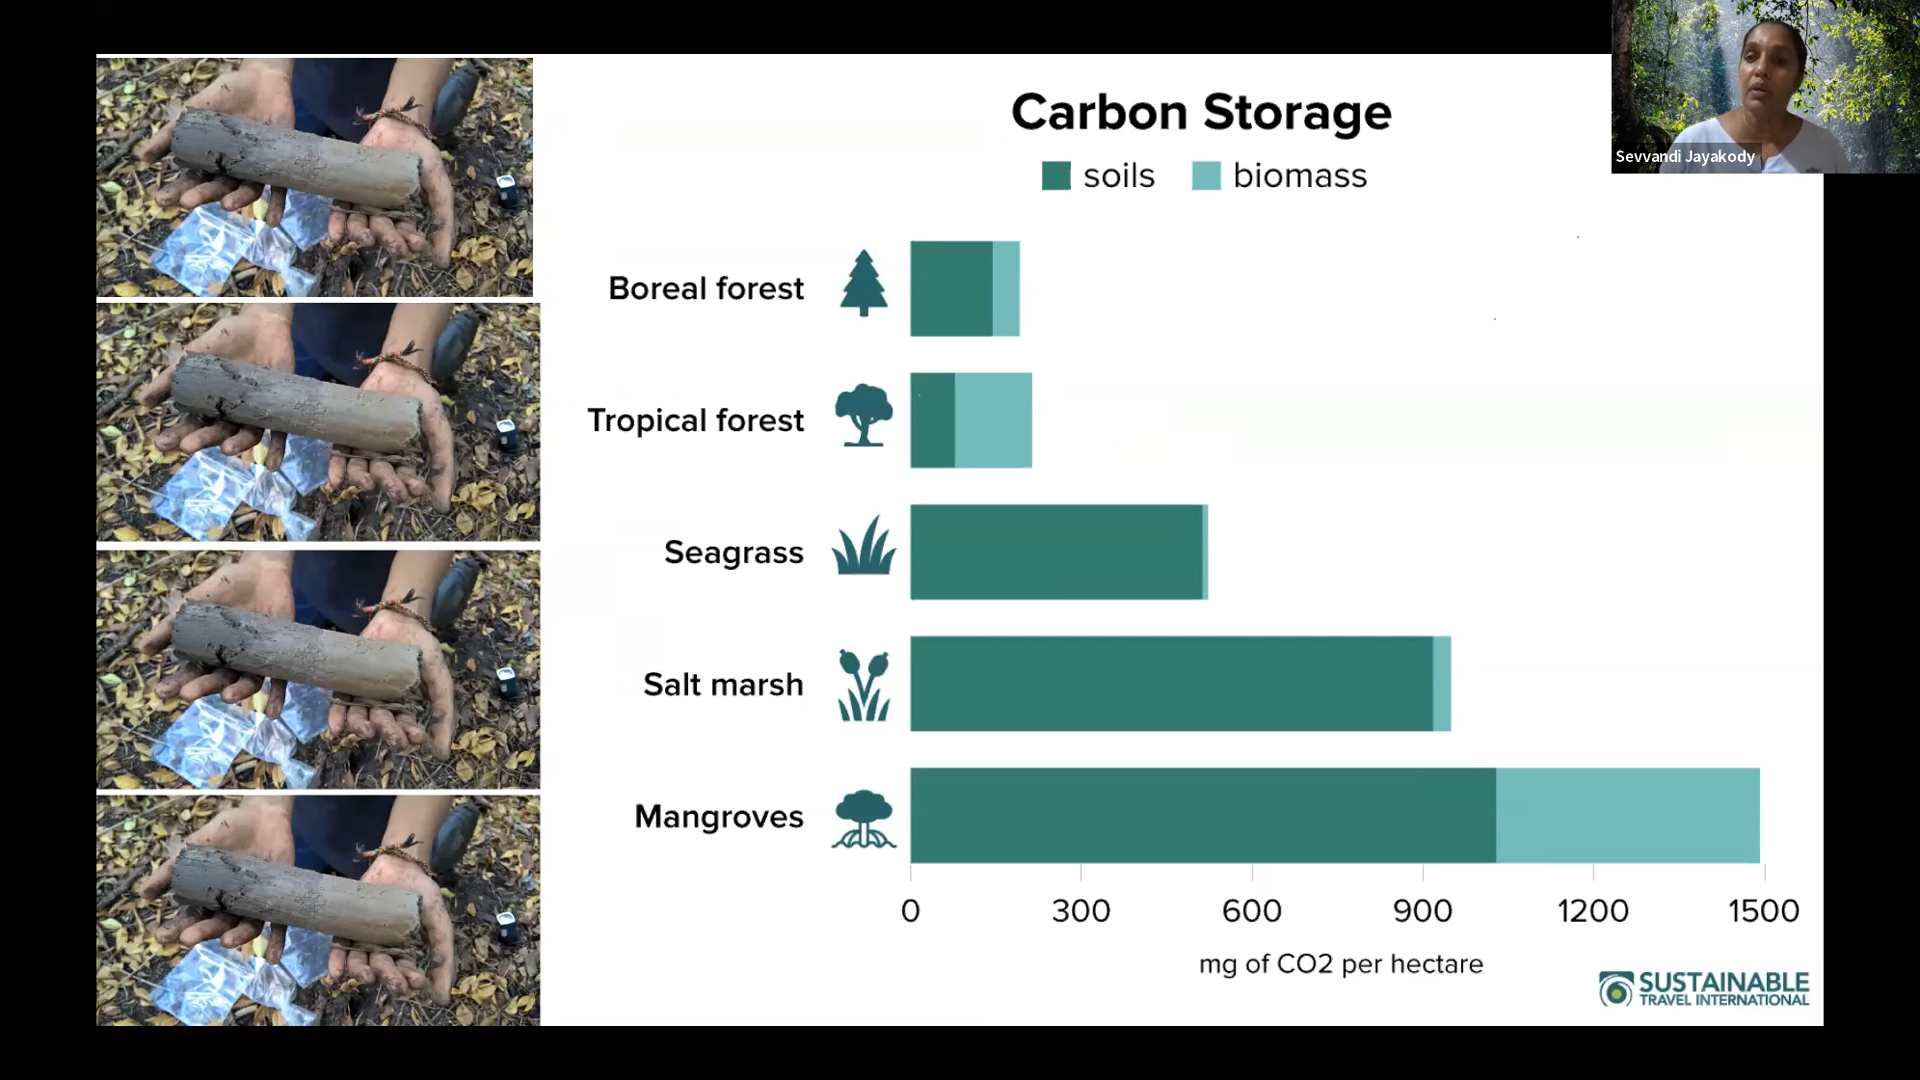 Carbon Storage
soils biomass
Sevvandi Jayakody
Boreal forest
Tropical forest
Seagrass
Salt marsh
Mangroves
0 300 600 900 1200 1500
mg of CO2 per hectare
SUSTAINABLE
TRAVEL INTERNATIONAL